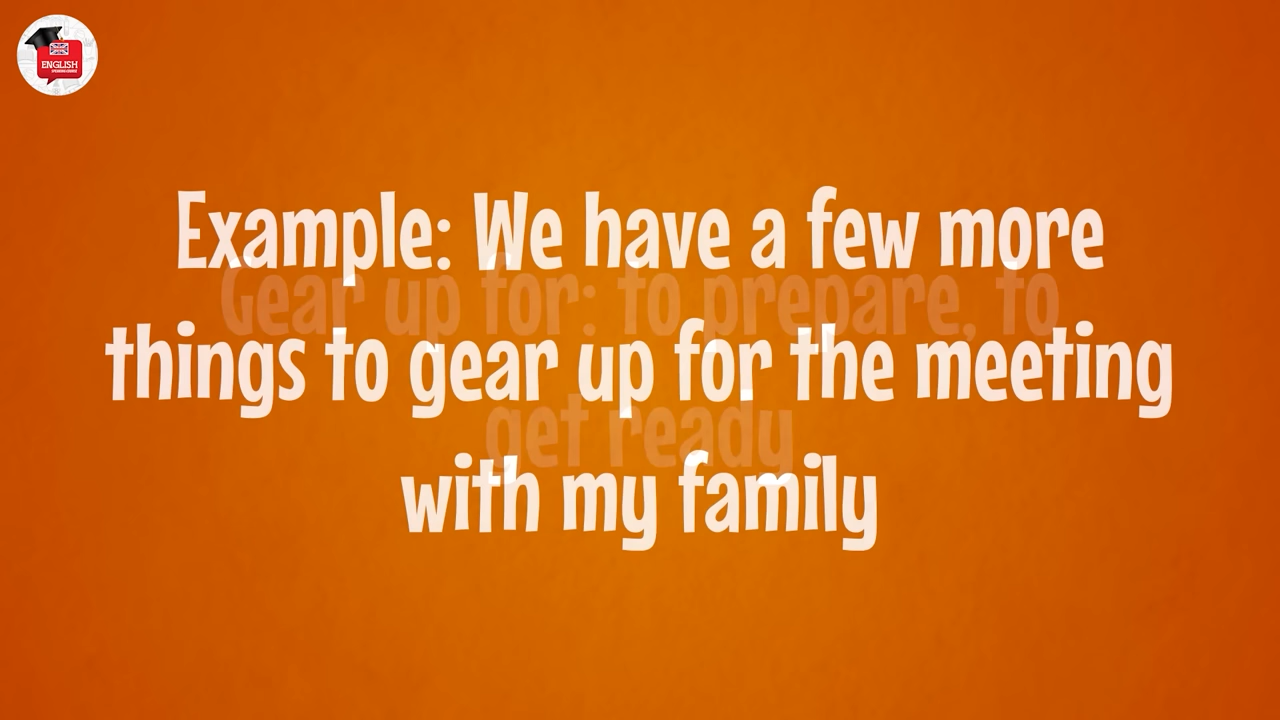 ENGLISH
Example: We have a few more
Gear up for: to prepare, to
things to gear up for the meeting
get ready
with my family